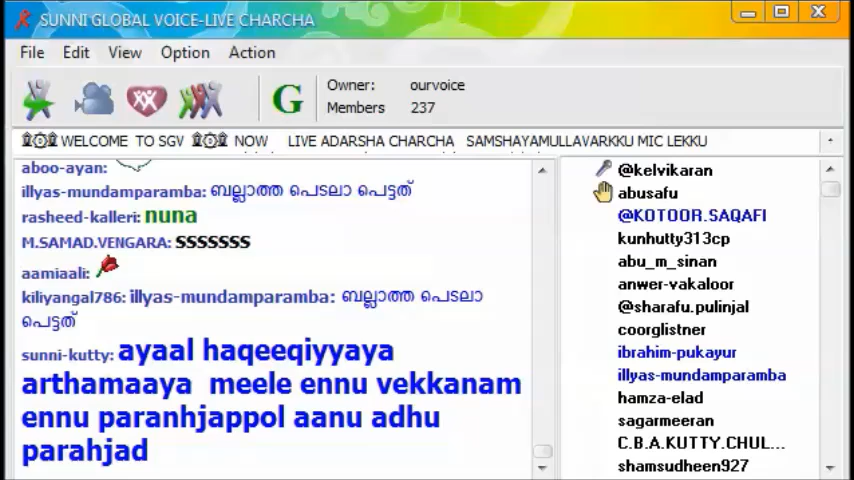 SUNNI GLOBAL VOICE-LIVE CHARCHA
File Edit View Option Action
G
Owner: ourvoice
Members 237
WELCOME TO SGV NOW LIVE ADARSHA CHARCHA SAMSHAYAMULLAVARKKU MIC LEKKU
aboo-ayan:
illyas-mundamparamba: ബല്ലാത്ത പെടലാ പെട്ടത്
rasheed-kalleri: nuna
M.SAMAD.VENGARA: SSSSSSS
aamiaali:
kiliyangal786: illyas-mundamparamba: ബല്ലാത്ത പെടലാ
പെട്ടത്
sunni-kutty: ayaal haqeeqiyyaya
arthamaaya meele ennu vekkanam
ennu paranhjappol aanu adhu
parahjad
@kelvikaran
abusafu
@KOTOOR.SAQAFI
kunhutty313cp
abu_m_sinan
anwer-vakaloor
@sharafu.pulinjal
coorglistner
ibrahim-pukayur
illyas-mundamparamba
hamza-elad
sagarmeeran
C.B.A.KUTTY.CHUL...
shamsudheen927